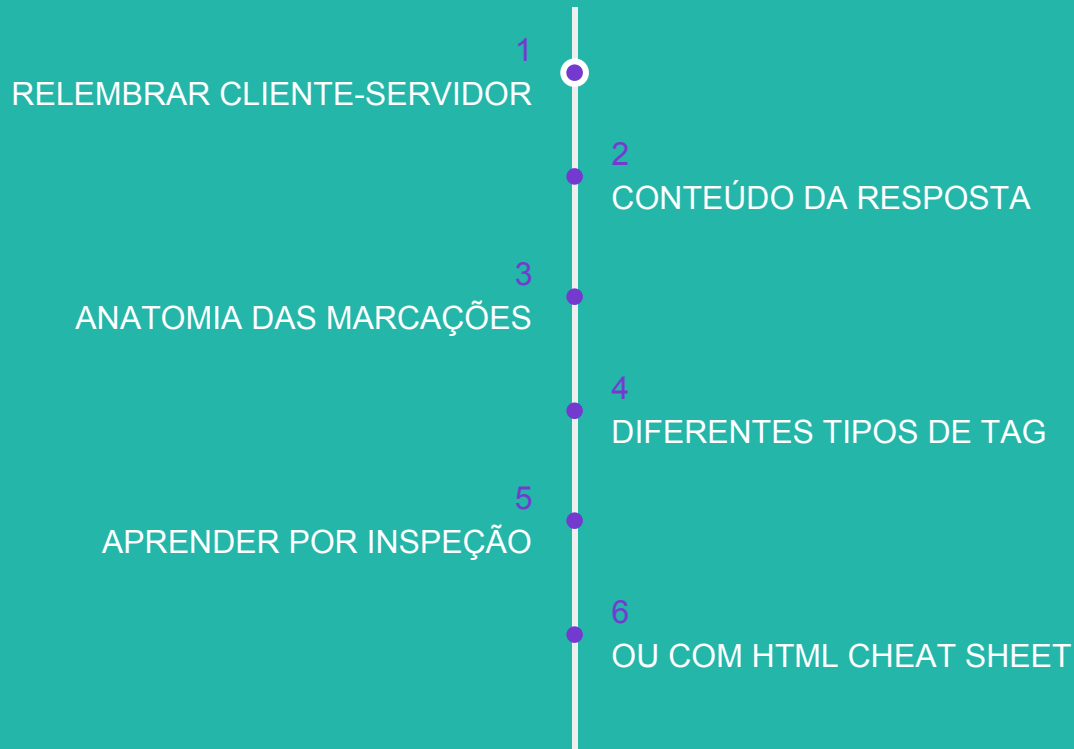 1
RELEMBRAR CLIENTE-SERVIDOR
2
CONTEÚDO DA RESPOSTA
3
ANATOMIA DAS MARCAÇÕES
4
DIFERENTES TIPOS DE TAG
5
APRENDER POR INSPEÇÃO
6
OU COM HTML CHEAT SHEET